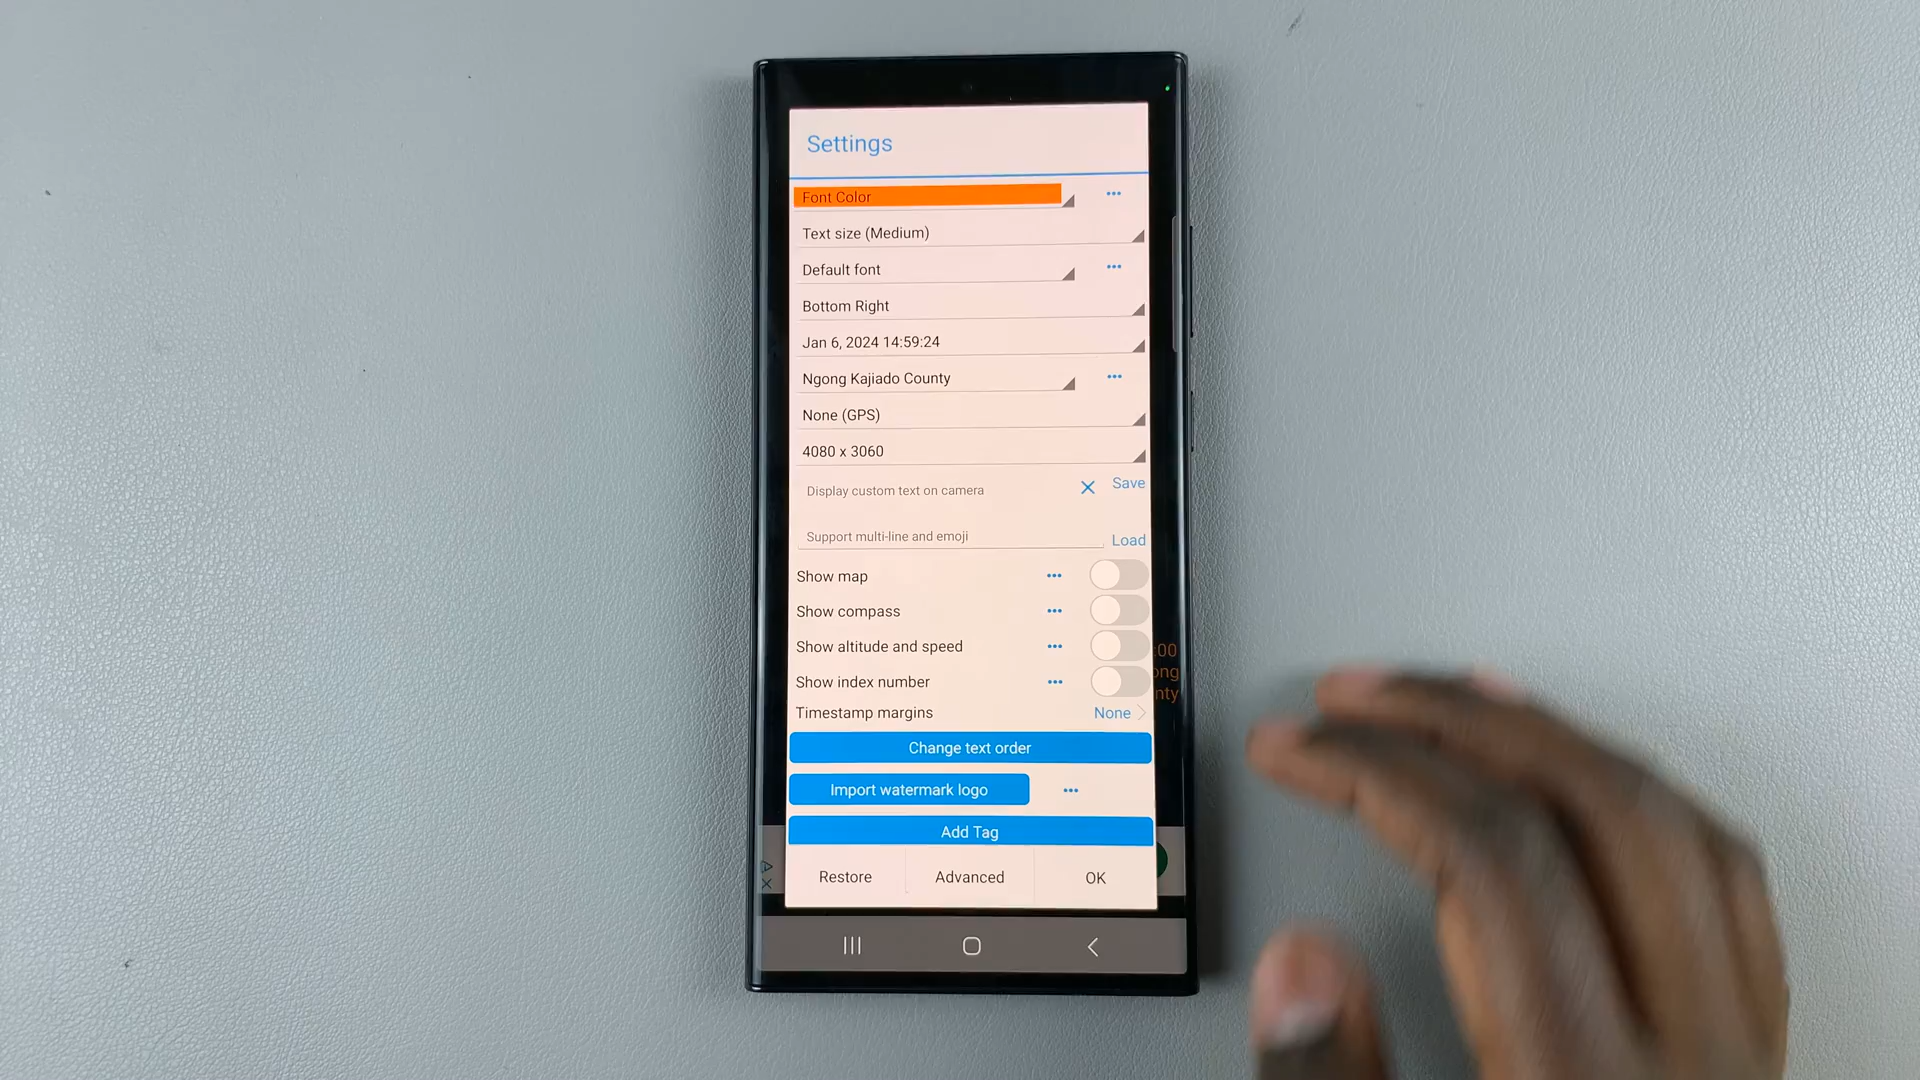 Settings
Font Color
Text size (Medium)
Default font
Bottom Right
Jan 6, 2024 14:59:24
Ngong Kajiado County
None (GPS)
4080 x 3060
Display custom text on camera
Save
Support multi-line and emoji
Load
Show map
Show compass
Show altitude and speed
:00
Show index number
Timestamp margins None
Change text order
Import watermark logo
Add Tag
Restore Advanced OK